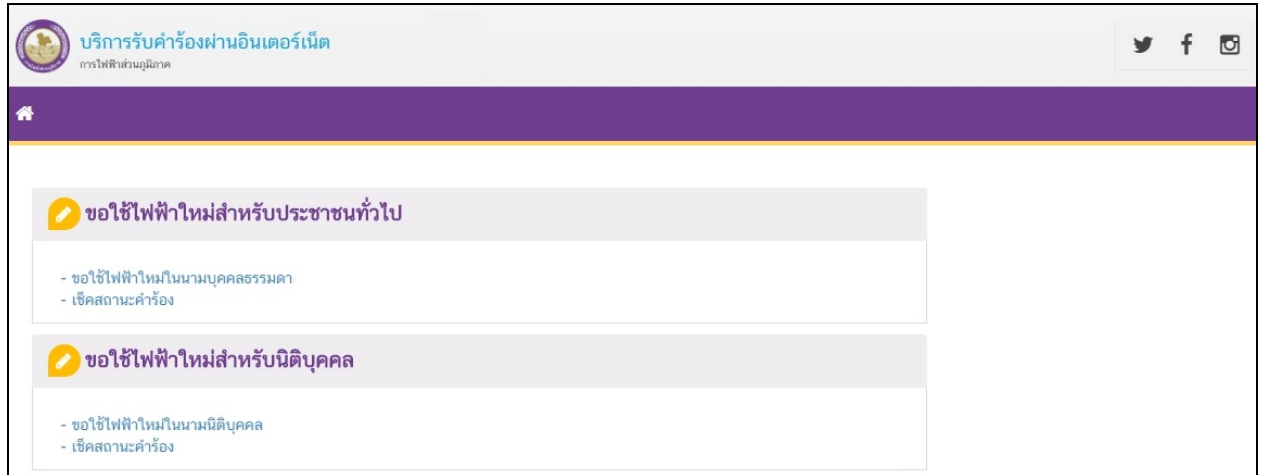 บริการรับคำร้องผ่านอินเตอร์เน็ต
การไฟฟ้าส่วนภูมิภาค
ขอใช้ไฟฟ้าใหม่สำหรับประชาชนทั่วไป
- ขอใช้ไฟฟ้าใหม่ในนามบุคคลธรรมดา
- เช็คสถานะคำร้อง
ขอใช้ไฟฟ้าใหม่สำหรับนิติบุคคล
- ขอใช้ไฟฟ้าใหม่ในนามนิติบุคคล
- เช็คสถานะคำร้อง